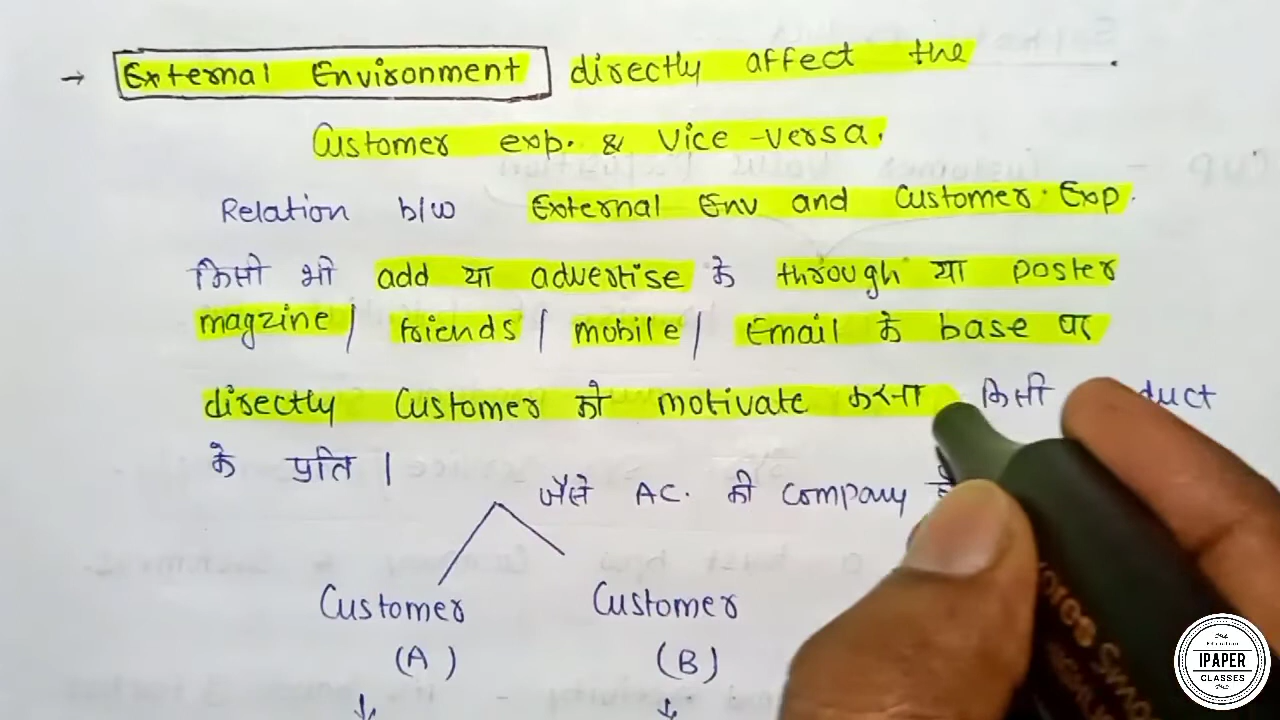 → External Environment directly affect the
Customer exp. & Vice-versa.
Relation b/w External Env and Customer Exp.
किसी भी add या advertise के through या poster
magzine | friends | mobile | Email के base पर
directly Customer को motivate करना किसी duct
के प्रति |
जैसे AC. की Company
Customer Customer
(A) (B)
IPAPER
CLASSES